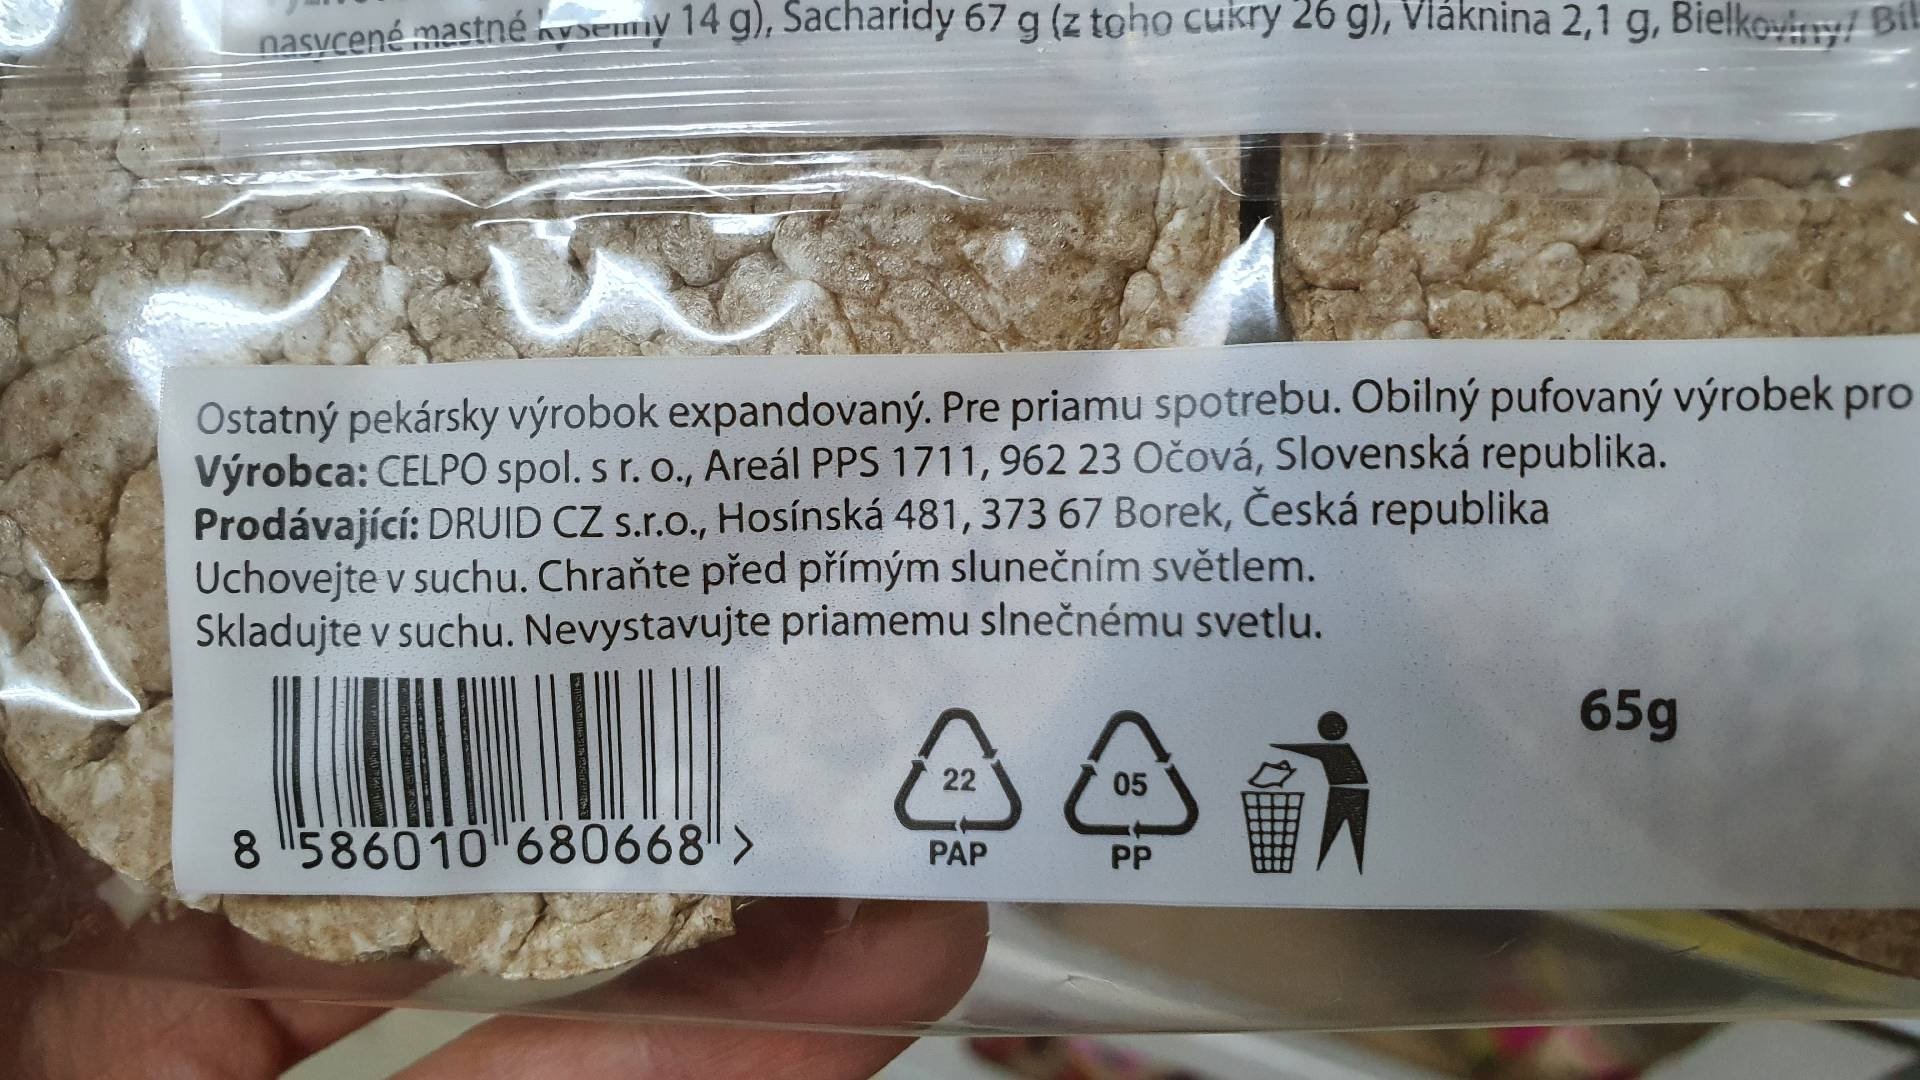 nasycené mastné kyseliny 14 g), Sacharidy 67 g (z toho cukry 26 g), Vláknina 2,1 g, Bielkoviny/ Bíl
Ostatný pekársky výrobok expandovaný. Pre priamu spotrebu. Obilný pufovaný výrobek pro
Výrobca: CELPO spol. s r. o., Areál PPS 1711, 962 23 Očová, Slovenská republika.
Prodávající: DRUID CZ s.r.o., Hosínská 481, 373 67 Borek, Česká republika
Uchovejte v suchu. Chraňte před přímým slunečním světlem.
Skladujte v suchu. Nevystavujte priamemu slnečnému svetlu.
65g
22
05
PAP
PP
8 586010 680668 >